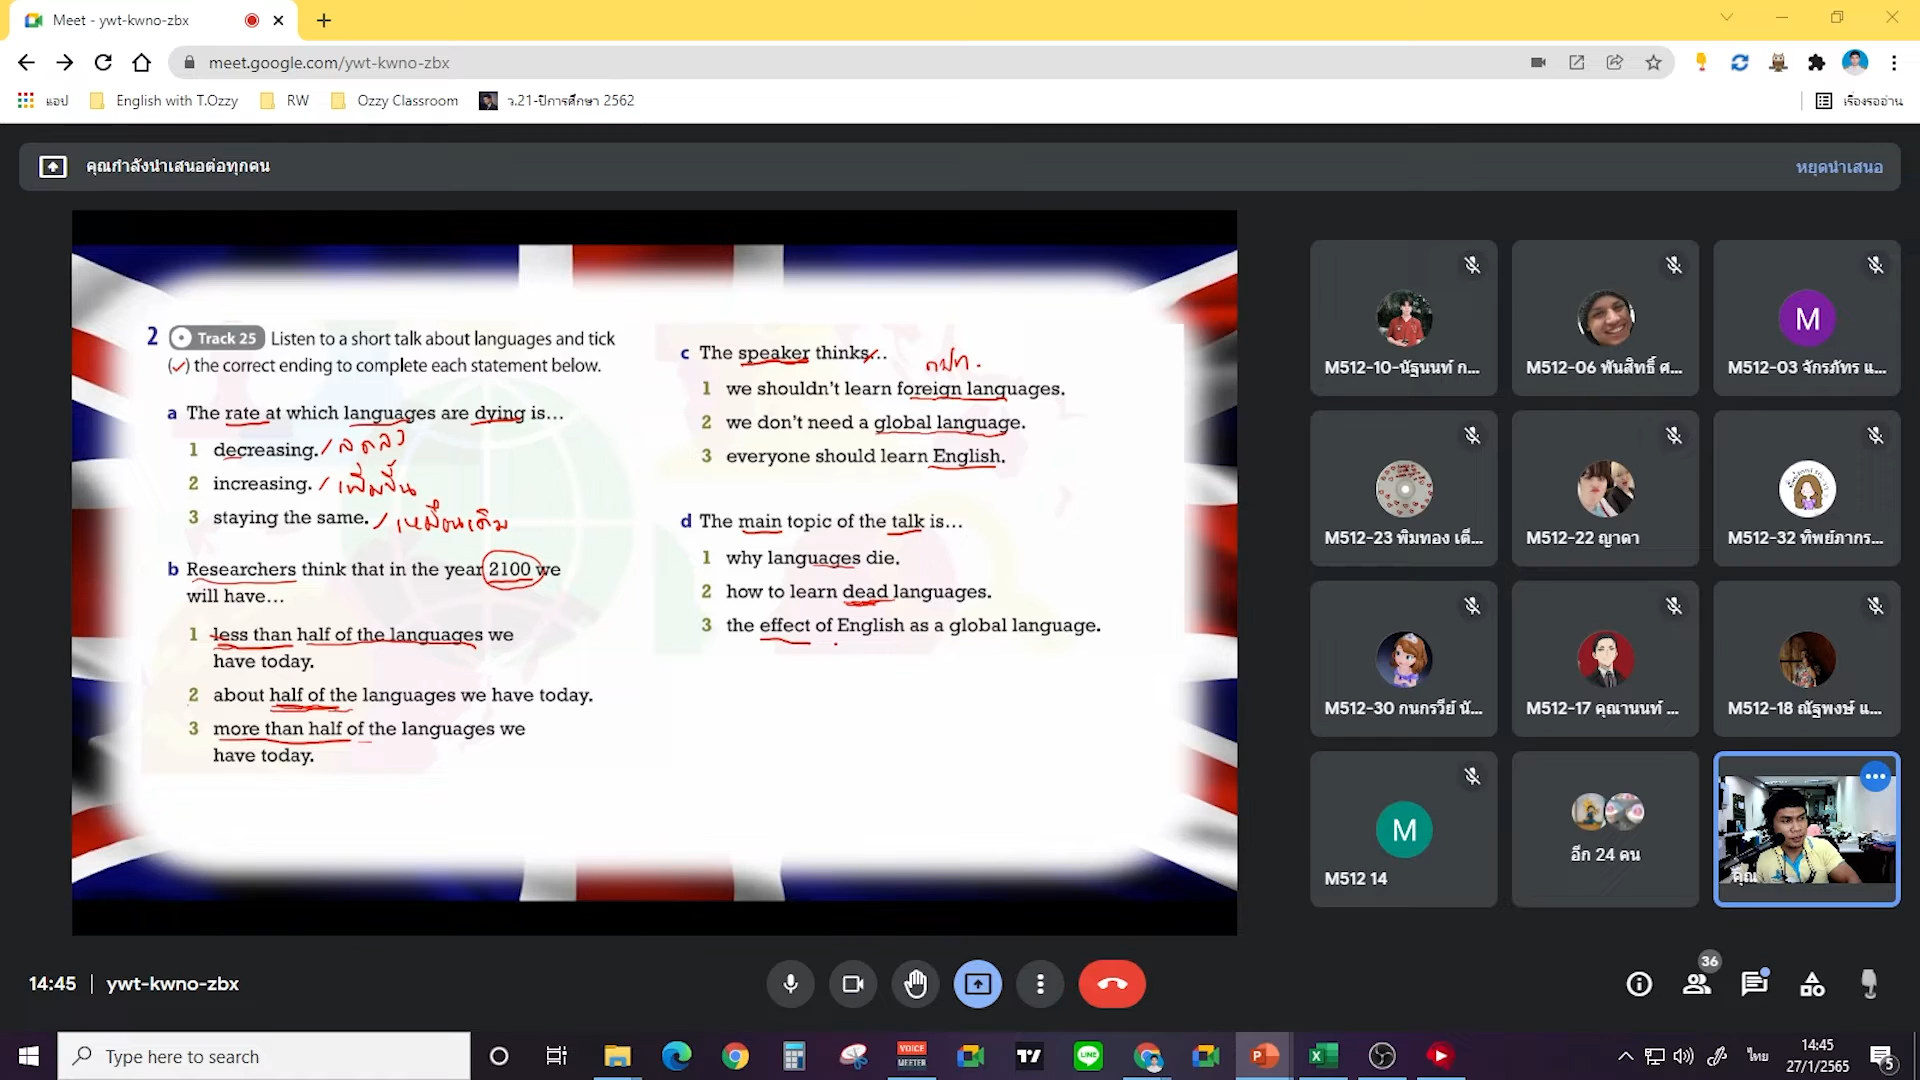 Meet - ywt-kwno-zbx
meet.google.com/ywt-kwno-zbx
แอป
English with T.Ozzy
RW
Ozzy Classroom
ว.21-ปีการศึกษา 2562
เรื่องรออ่าน
คุณกำลังนำเสนอต่อทุกคน
หยุดนำเสนอ
2 Track 25 Listen to a short talk about languages and tick
(✓) the correct ending to complete each statement below.
a The rate at which languages are dying is...
1 decreasing. / ลดลง
2 increasing. / เพิ่มขึ้น
3 staying the same. / เหมือนเดิม
b Researchers think that in the year 2100 we
will have...
1 less than half of the languages we
have today.
2 about half of the languages we have today.
3 more than half of the languages we
have today.
c The speaker thinks...
1 we shouldn't learn foreign languages.
2 we don't need a global language.
3 everyone should learn English.
d The main topic of the talk is...
1 why languages die.
2 how to learn dead languages.
3 the effect of English as a global language.
M512-10-นัฐนนท์ ก...
M512-06 พันสิทธิ์ ศ...
M512-03 จักรภัทร แ...
M512-23 พิมทอง เต็...
M512-22 ญาดา
M512-32 ทิพย์ภากร...
M512-30 กนกรวีย์ นั...
M512-17 คุณานนท์ ...
M512-18 ณัฐพงษ์ แ...
M
M
M512 14
อีก 24 คน
คุณ
14:45 | ywt-kwno-zbx
36
Type here to search
VOICE
MEETER
LINE
ไทย
14:45
27/1/2565
5